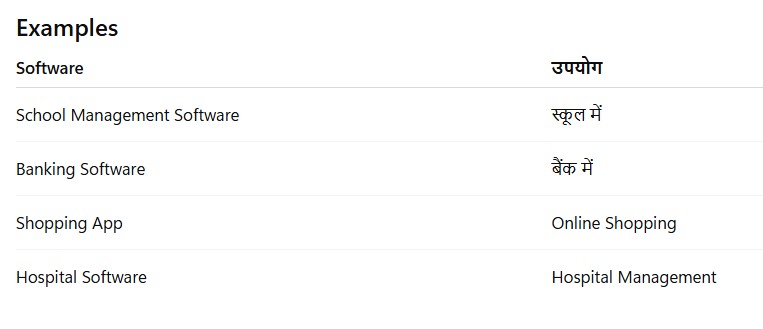 Examples
Software उपयोग
School Management Software स्कूल में
Banking Software बैंक में
Shopping App Online Shopping
Hospital Software Hospital Management